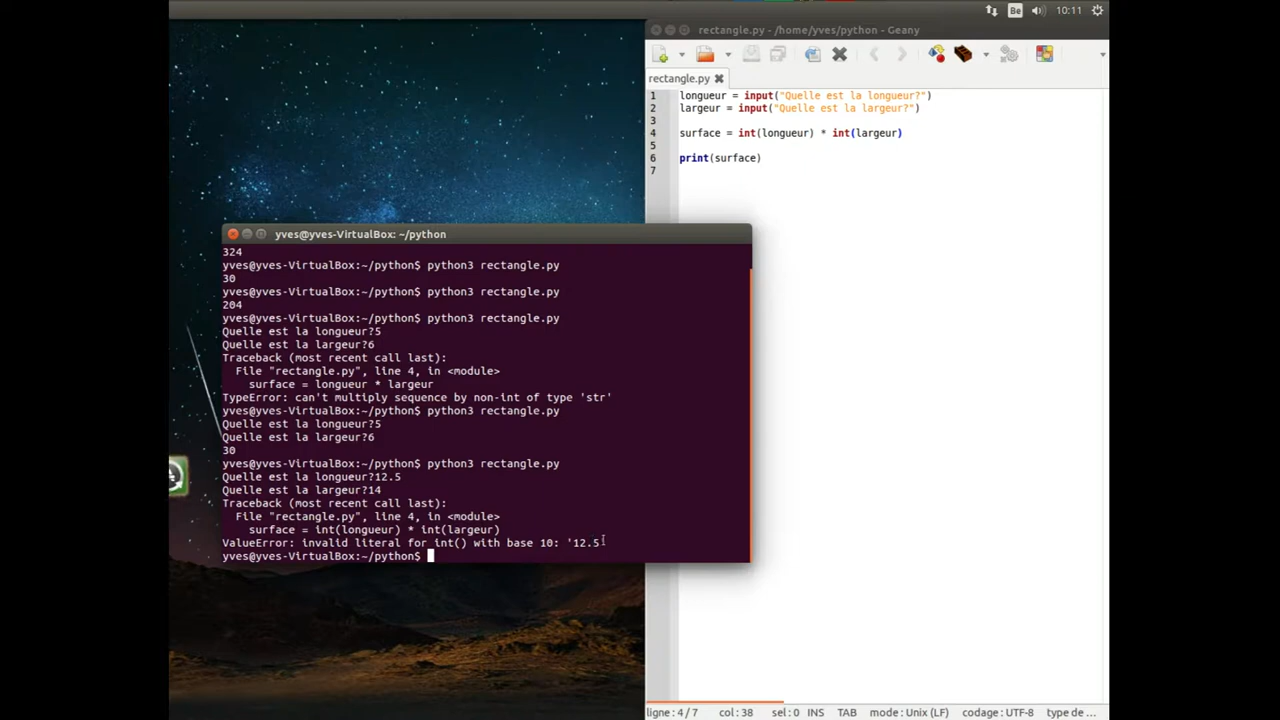 Be
10:11
rectangle.py - /home/yves/python - Geany
rectangle.py
1 longueur = input("Quelle est la longueur?")
2 largeur = input("Quelle est la largeur?")
3
4 surface = int(longueur) * int(largeur)
5
6 print(surface)
7
yves@yves-VirtualBox: ~/python
324
yves@yves-VirtualBox:~/python$ python3 rectangle.py
30
yves@yves-VirtualBox:~/python$ python3 rectangle.py
204
yves@yves-VirtualBox:~/python$ python3 rectangle.py
Quelle est la longueur?5
Quelle est la largeur?6
Traceback (most recent call last):
  File "rectangle.py", line 4, in <module>
    surface = longueur * largeur
TypeError: can't multiply sequence by non-int of type 'str'
yves@yves-VirtualBox:~/python$ python3 rectangle.py
Quelle est la longueur?5
Quelle est la largeur?6
30
yves@yves-VirtualBox:~/python$ python3 rectangle.py
Quelle est la longueur?12.5
Quelle est la largeur?14
Traceback (most recent call last):
  File "rectangle.py", line 4, in <module>
    surface = int(longueur) * int(largeur)
ValueError: invalid literal for int() with base 10: '12.5
yves@yves-VirtualBox:~/python$
ligne : 4 / 7 col : 38 sel : 0 INS TAB mode : Unix (LF) codage : UTF-8 type de ...